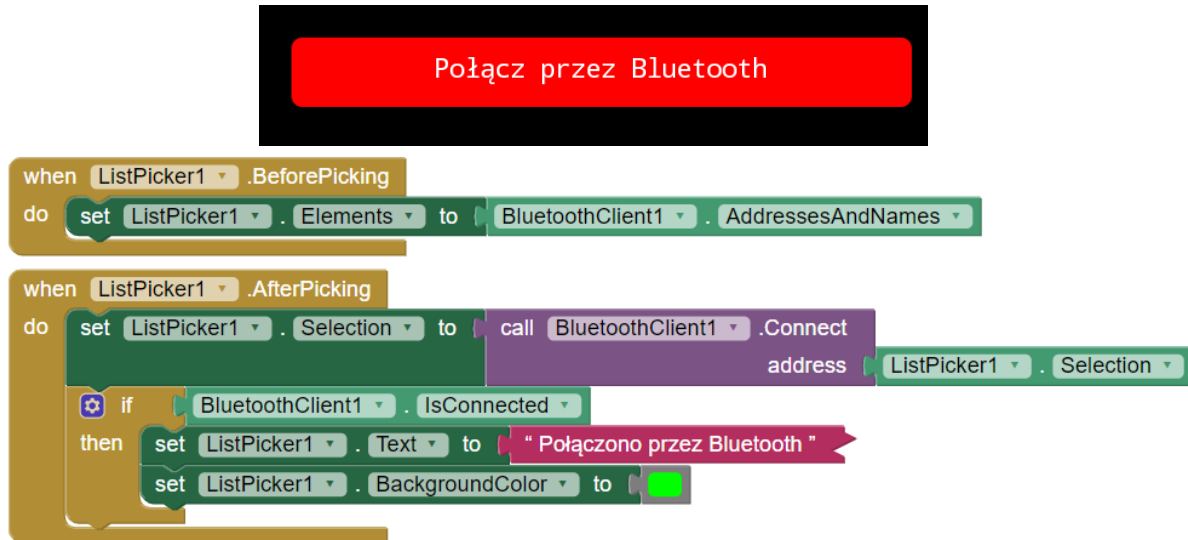 Połącz przez Bluetooth
when ListPicker1 .BeforePicking
do set ListPicker1 . Elements to BluetoothClient1 . AddressesAndNames
when ListPicker1 .AfterPicking
do set ListPicker1 . Selection to call BluetoothClient1 .Connect
address ListPicker1 . Selection
if BluetoothClient1 . IsConnected
then set ListPicker1 . Text to “ Połączono przez Bluetooth ”
set ListPicker1 . BackgroundColor to